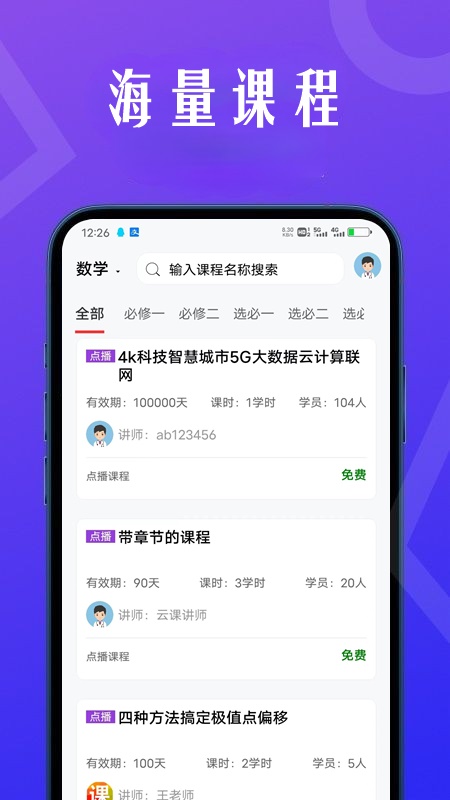 海量课程
12:26 8.30 KB/s HD 5G 4G
数学 输入课程名称搜索
全部 必修一 必修二 选必一 选必二 选必
点播 4k科技智慧城市5G大数据云计算联
网
有效期：100000天 课时：1学时 学员：104人
讲师：ab123456
点播课程 免费
点播 带章节的课程
有效期：90天 课时：3学时 学员：20人
讲师：云课讲师
点播课程 免费
点播 四种方法搞定极值点偏移
有效期：100天 课时：2学时 学员：5人
课 讲师：王老师